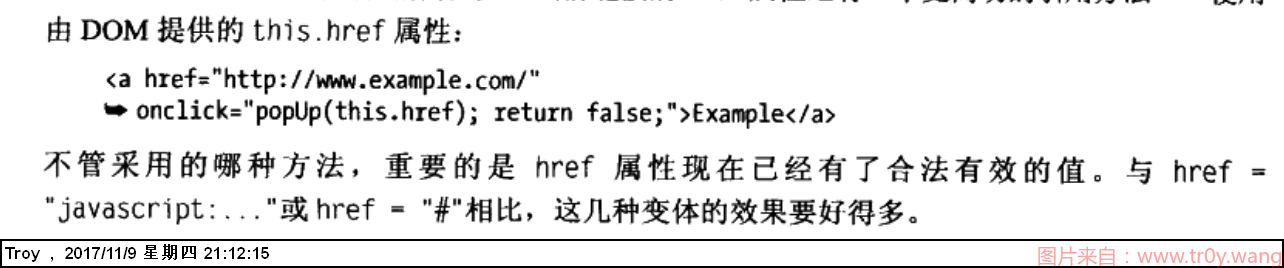 由 DOM 提供的 this.href 属性：
<a href="http://www.example.com/"
➥ onclick="popUp(this.href); return false;">Example</a>
不管采用的哪种方法，重要的是 href 属性现在已经有了合法有效的值。与 href =
"javascript:..."或 href = "#"相比，这几种变体的效果要好得多。
Troy , 2017/11/9 星期四 21:12:15
图片来自：www.tr0y.wang